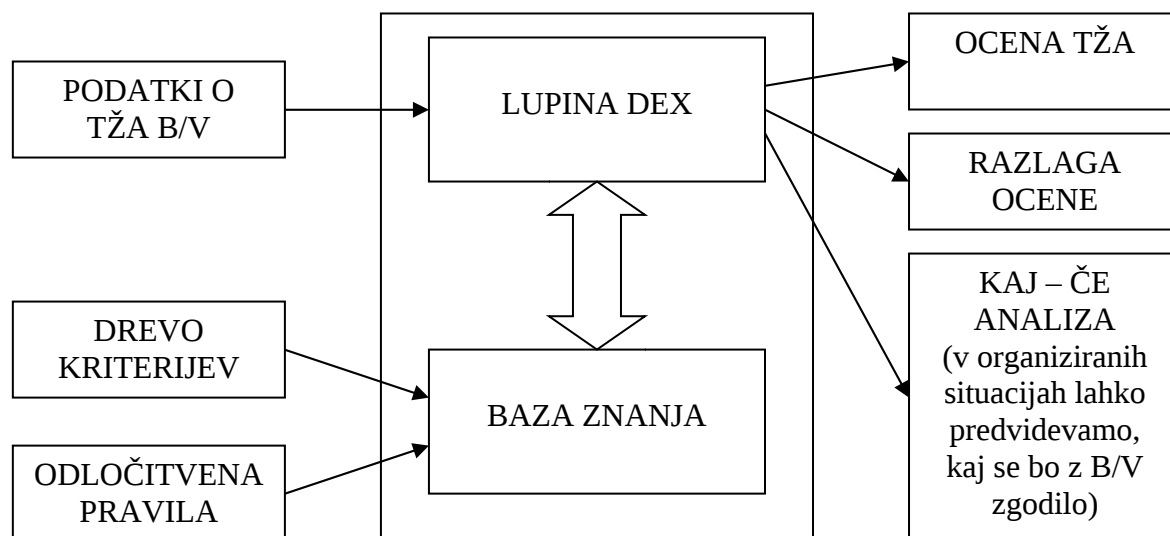 PODATKI O
TŽA B/V
LUPINA DEX
OCENA TŽA
RAZLAGA
OCENE
DREVO
KRITERIJEV
ODLOČITVENA
PRAVILA
BAZA ZNANJA
KAJ – ČE
ANALIZA
(v organiziranih
situacijah lahko
predvidevamo,
kaj se bo z B/V
zgodilo)